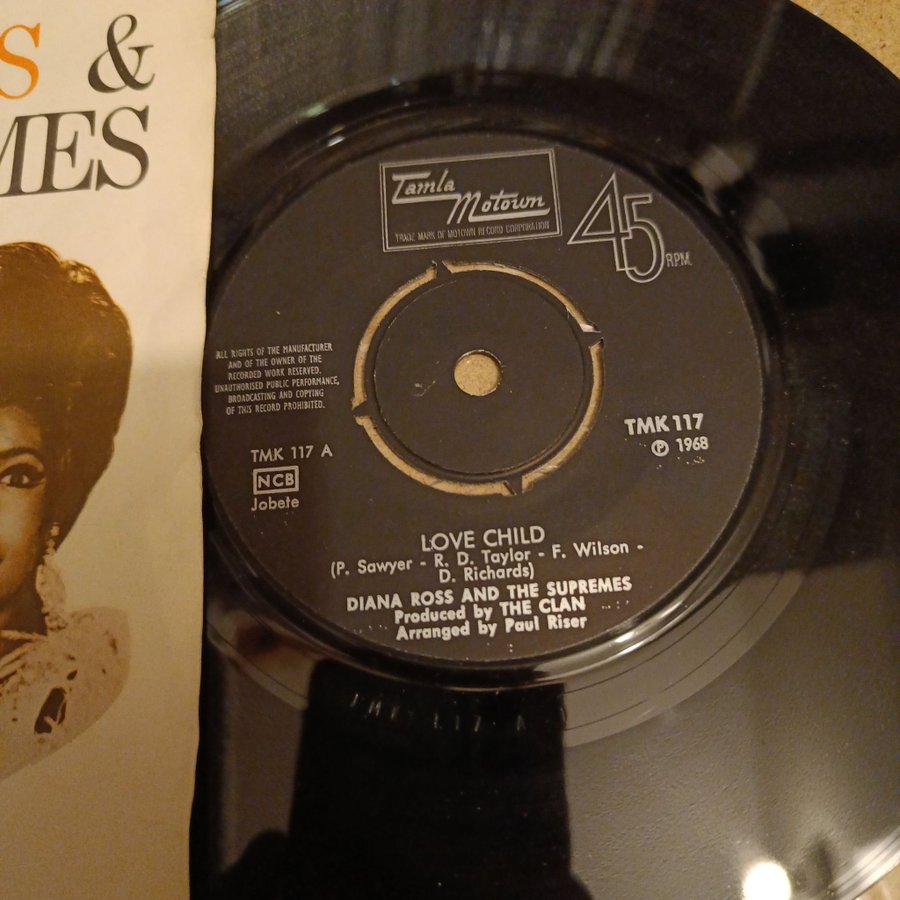 S &
MES
Tamla
Motown
TRADE MARK OF MOTOWN RECORD CORPORATION
45
R.P.M.
ALL RIGHTS OF THE MANUFACTURER
AND OF THE OWNER OF THE
RECORDED WORK RESERVED.
UNAUTHORISED PUBLIC PERFORMANCE,
BROADCASTING AND COPYING
OF THIS RECORD PROHIBITED.
TMK 117 A
NCB
Jobete
TMK 117
Ⓟ 1968
LOVE CHILD
(P. Sawyer - R. D. Taylor - F. Wilson -
D. Richards)
DIANA ROSS AND THE SUPREMES
Produced by THE CLAN
Arranged by Paul Riser
TMK 117 A